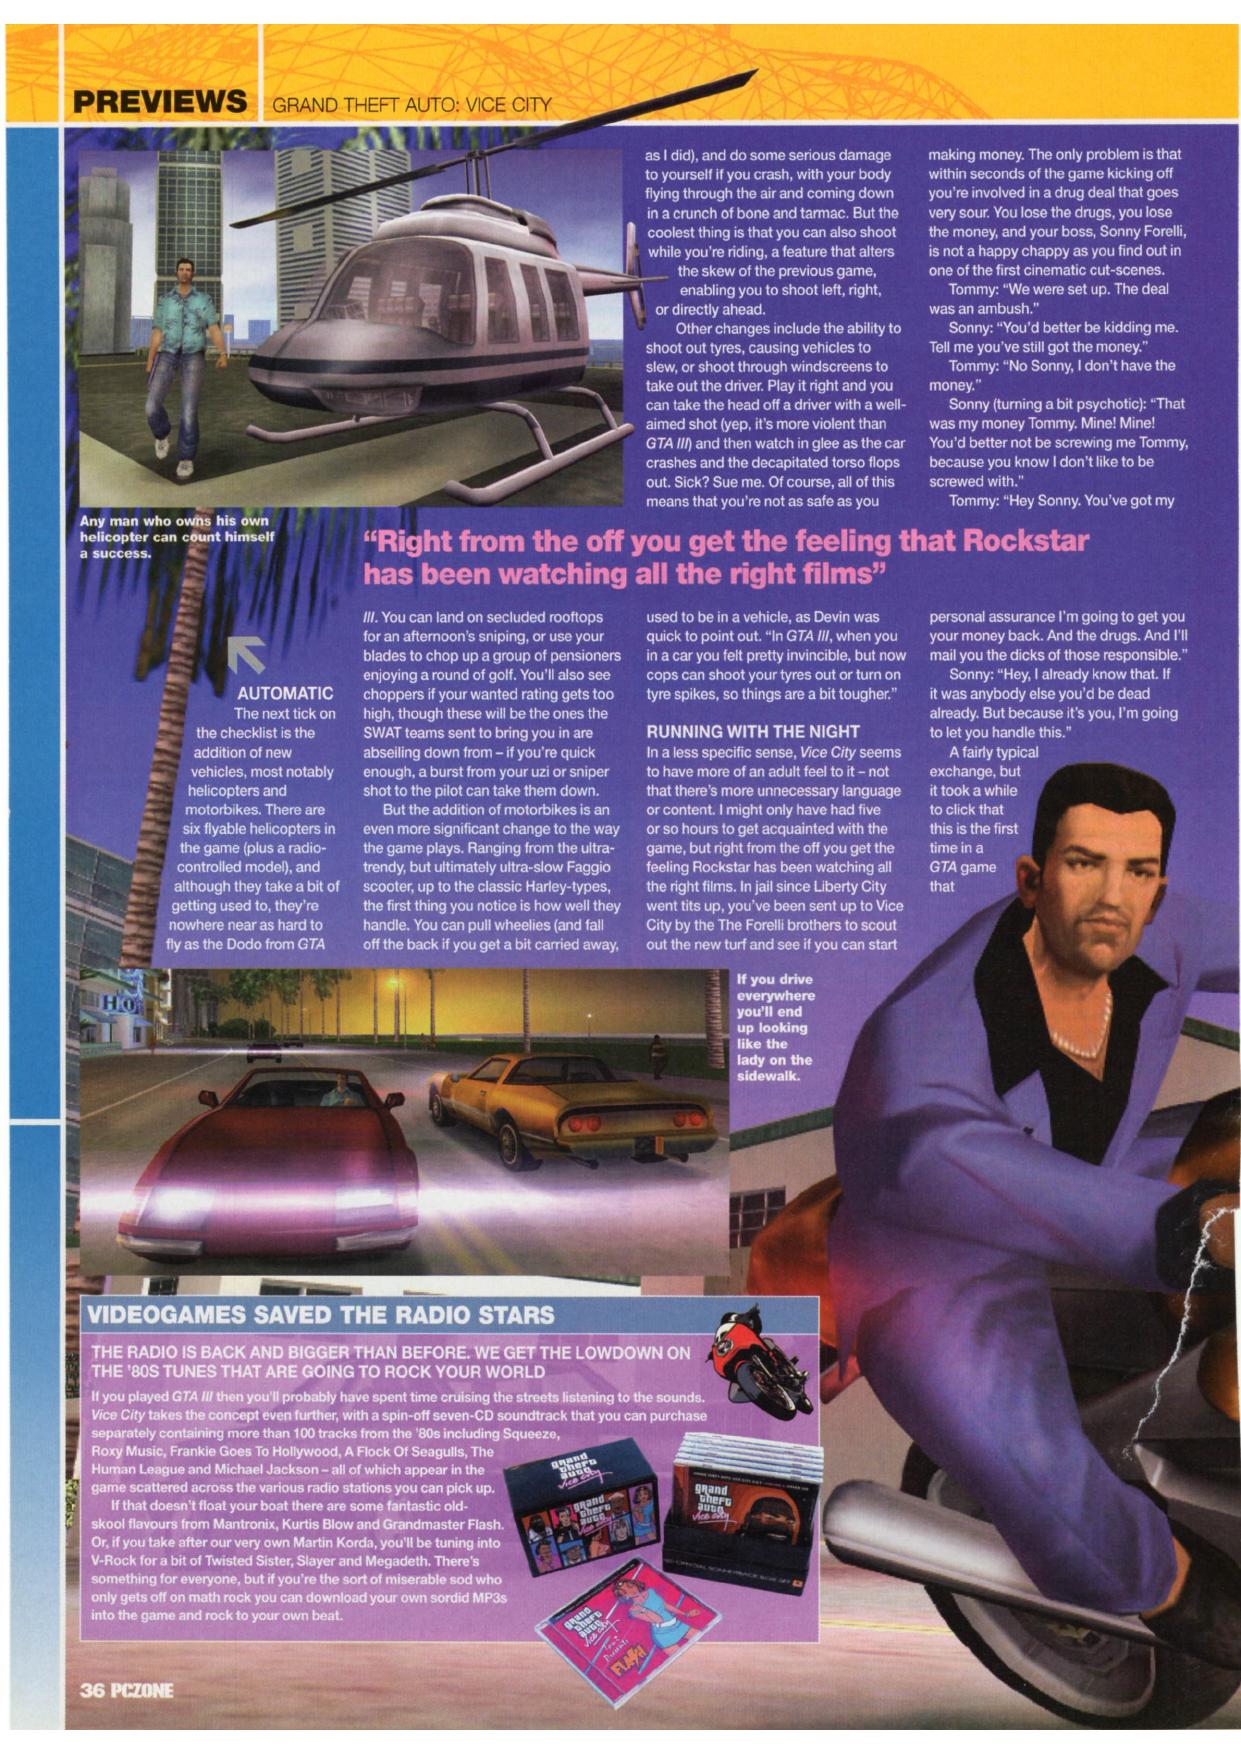 PREVIEWS GRAND THEFT AUTO: VICE CITY
Any man who owns his own
helicopter can count himself
a success.
AUTOMATIC
The next tick on
the checklist is the
addition of new
vehicles, most notably
helicopters and
motorbikes. There are
six flyable helicopters in
the game (plus a radio-
controlled model), and
although they take a bit of
getting used to, they're
nowhere near as hard to
fly as the Dodo from GTA
III. You can land on secluded rooftops
for an afternoon's sniping, or use your
blades to chop up a group of pensioners
enjoying a round of golf. You'll also see
choppers if your wanted rating gets too
high, though these will be the ones the
SWAT teams sent to bring you in are
abseiling down from – if you're quick
enough, a burst from your uzi or sniper
shot to the pilot can take them down.
But the addition of motorbikes is an
even more significant change to the way
the game plays. Ranging from the ultra-
trendy, but ultimately ultra-slow Faggio
scooter, up to the classic Harley-types,
the first thing you notice is how well they
handle. You can pull wheelies (and fall
off the back if you get a bit carried away,
as I did), and do some serious damage
to yourself if you crash, with your body
flying through the air and coming down
in a crunch of bone and tarmac. But the
coolest thing is that you can also shoot
while you're riding, a feature that alters
the skew of the previous game,
enabling you to shoot left, right,
or directly ahead.
Other changes include the ability to
shoot out tyres, causing vehicles to
slew, or shoot through windscreens to
take out the driver. Play it right and you
can take the head off a driver with a well-
aimed shot (yep, it's more violent than
GTA III) and then watch in glee as the car
crashes and the decapitated torso flops
out. Sick? Sue me. Of course, all of this
means that you're not as safe as you
"Right from the off you get the feeling that Rockstar
has been watching all the right films"
used to be in a vehicle, as Devin was
quick to point out. "In GTA III, when you
in a car you felt pretty invincible, but now
cops can shoot your tyres out or turn on
tyre spikes, so things are a bit tougher."
RUNNING WITH THE NIGHT
In a less specific sense, Vice City seems
to have more of an adult feel to it – not
that there's more unnecessary language
or content. I might only have had five
or so hours to get acquainted with the
game, but right from the off you get the
feeling Rockstar has been watching all
the right films. In jail since Liberty City
went tits up, you've been sent up to Vice
City by the The Forelli brothers to scout
out the new turf and see if you can start
making money. The only problem is that
within seconds of the game kicking off
you're involved in a drug deal that goes
very sour. You lose the drugs, you lose
the money, and your boss, Sonny Forelli,
is not a happy chappy as you find out in
one of the first cinematic cut-scenes.
Tommy: "We were set up. The deal
was an ambush."
Sonny: "You'd better be kidding me.
Tell me you've still got the money."
Tommy: "No Sonny, I don't have the
money."
Sonny (turning a bit psychotic): "That
was my money Tommy. Mine! Mine!
You'd better not be screwing me Tommy,
because you know I don't like to be
screwed with."
Tommy: "Hey Sonny. You've got my
personal assurance I'm going to get you
your money back. And the drugs. And I'll
mail you the dicks of those responsible."
Sonny: "Hey, I already know that. If
it was anybody else you'd be dead
already. But because it's you, I'm going
to let you handle this."
A fairly typical
exchange, but
it took a while
to click that
this is the first
time in a
GTA game
that
HO
If you drive
everywhere
you'll end
up looking
like the
lady on the
sidewalk.
VIDEOGAMES SAVED THE RADIO STARS
THE RADIO IS BACK AND BIGGER THAN BEFORE. WE GET THE LOWDOWN ON
THE '80S TUNES THAT ARE GOING TO ROCK YOUR WORLD
If you played GTA III then you'll probably have spent time cruising the streets listening to the sounds.
Vice City takes the concept even further, with a spin-off seven-CD soundtrack that you can purchase
separately containing more than 100 tracks from the '80s including Squeeze,
Roxy Music, Frankie Goes To Hollywood, A Flock Of Seagulls, The
Human League and Michael Jackson – all of which appear in the
game scattered across the various radio stations you can pick up.
If that doesn't float your boat there are some fantastic old-
skool flavours from Mantronix, Kurtis Blow and Grandmaster Flash.
Or, if you take after our very own Martin Korda, you'll be tuning into
V-Rock for a bit of Twisted Sister, Slayer and Megadeth. There's
something for everyone, but if you're the sort of miserable sod who
only gets off on math rock you can download your own sordid MP3s
into the game and rock to your own beat.
grand
theft
auto
Vice City
grand
theft
auto
Vice City
grand
theft
auto
Vice City
OFFICIAL SOUNDTRACK BOX SET
grand
theft
auto
Vice City
FLASH
36 PCZONE